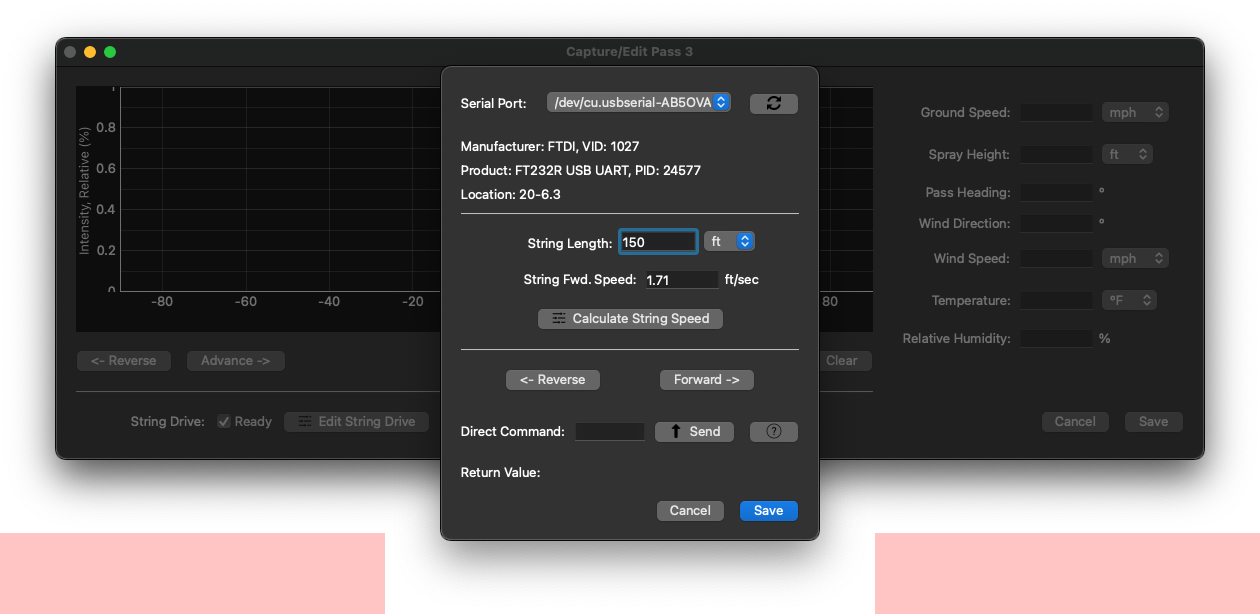 Capture/Edit Pass 3
Intensity, Relative (%)
1
0.8
0.6
0.4
0.2
0
-80
-60
-40
-20
80
<- Reverse
Advance ->
Clear
String Drive:
Ready
Edit String Drive
Serial Port:
/dev/cu.usbserial-AB5OVA
Manufacturer: FTDI, VID: 1027
Product: FT232R USB UART, PID: 24577
Location: 20-6.3
String Length: 150 ft
String Fwd. Speed: 1.71 ft/sec
Calculate String Speed
<- Reverse
Forward ->
Direct Command:
Send
?
Return Value:
Cancel
Save
Ground Speed: mph
Spray Height: ft
Pass Heading: °
Wind Direction: °
Wind Speed: mph
Temperature: °F
Relative Humidity: %
Cancel
Save